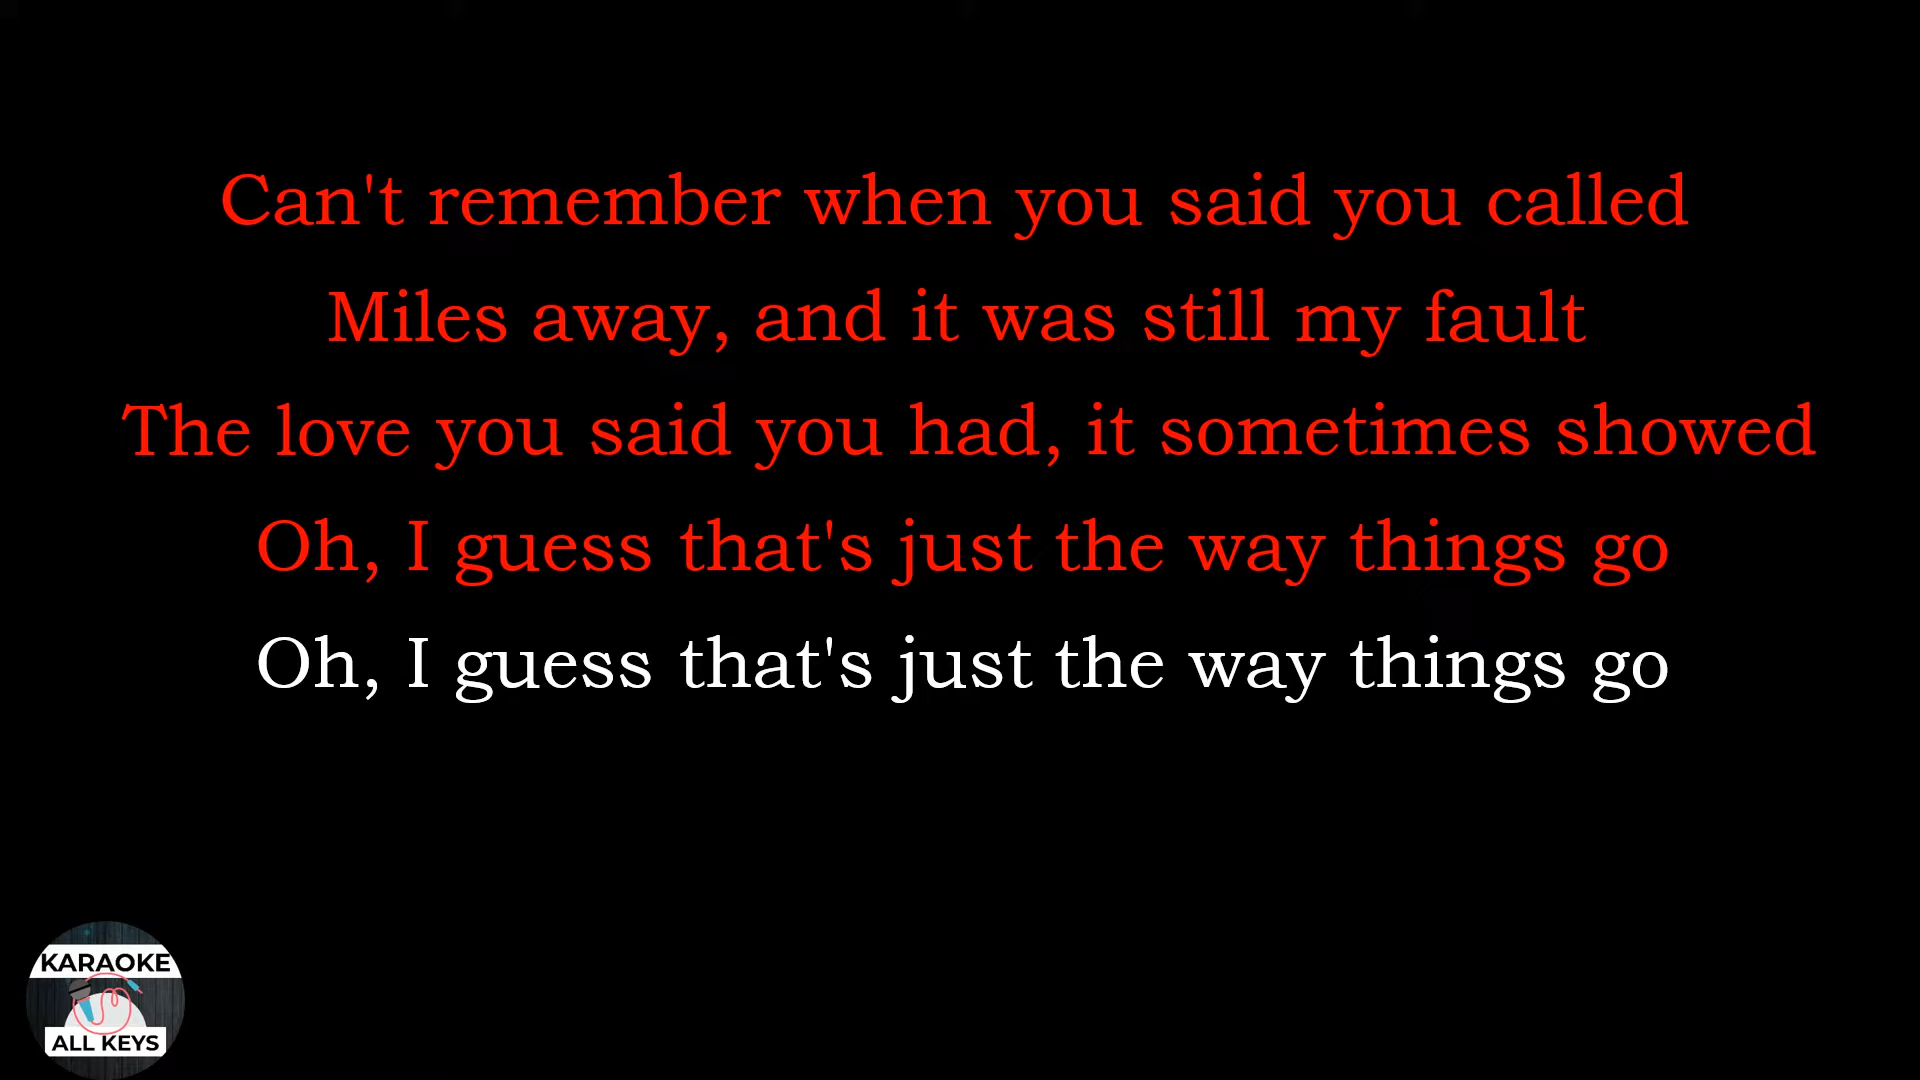 Can't remember when you said you called
Miles away, and it was still my fault
The love you said you had, it sometimes showed
Oh, I guess that's just the way things go
Oh, I guess that's just the way things go
KARAOKE
ALL KEYS